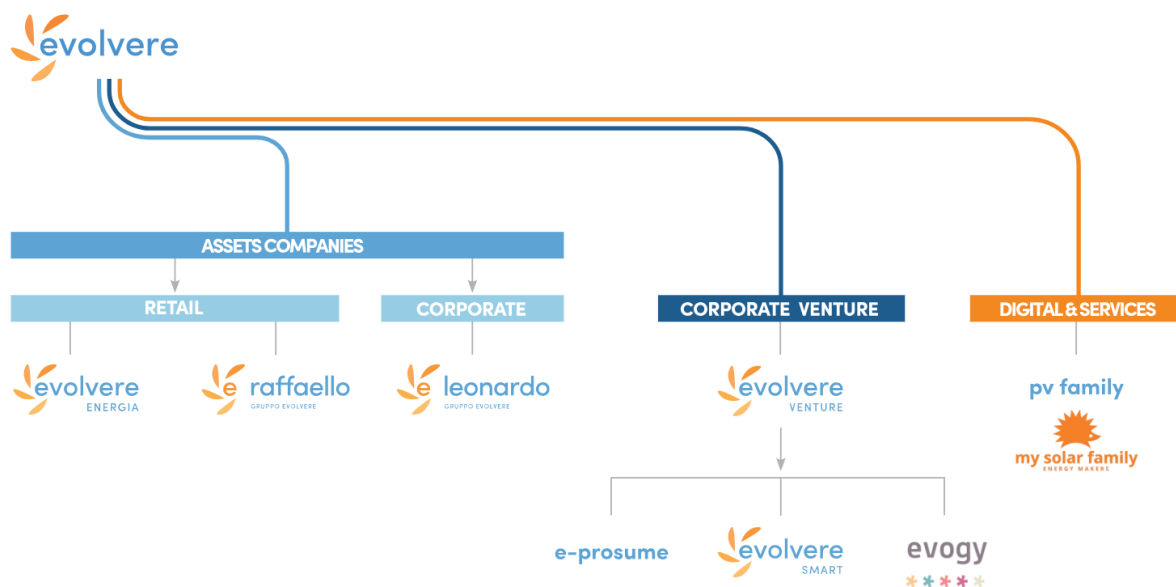 evolvere
ASSETS COMPANIES
RETAIL
CORPORATE
CORPORATE VENTURE
DIGITAL & SERVICES
evolvere
ENERGIA
e raffaello
GRUPPO EVOLVERE
e leonardo
GRUPPO EVOLVERE
evolvere
VENTURE
pv family
my solar family
ENERGY MAKERS
e-prosume
evolvere
SMART
evogy